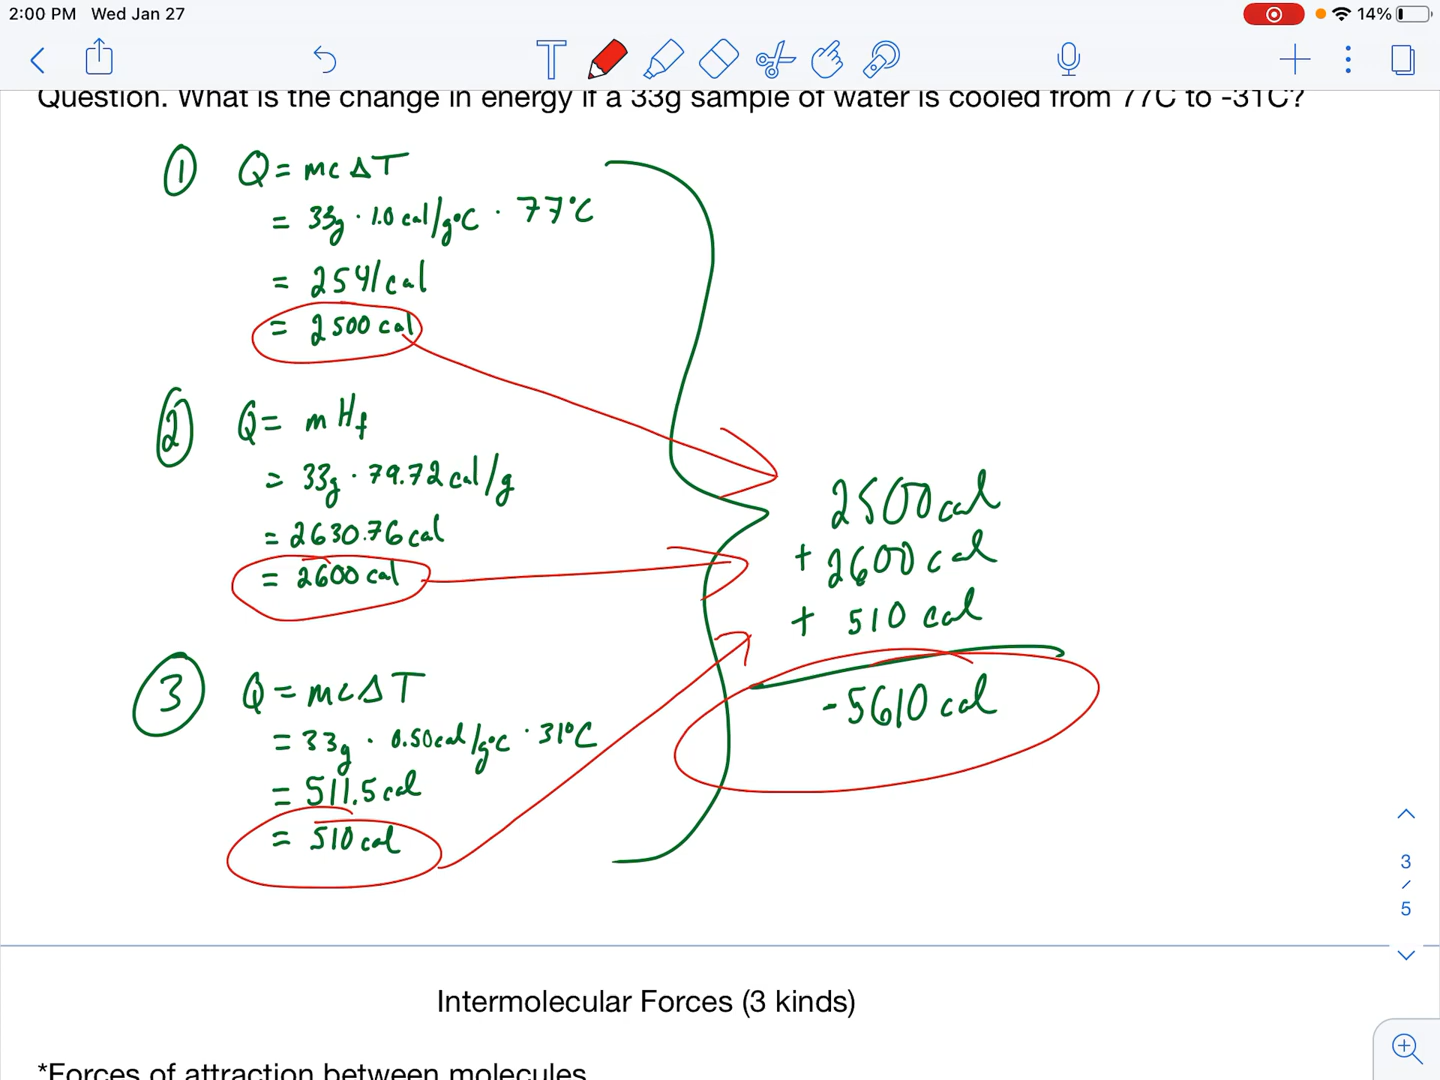 2:00 PM Wed Jan 27
14%
Question. What is the change in energy if a 33g sample of water is cooled from 77C to -31C?
① Q = mcΔT
= 33g · 1.0 cal/g°C · 77°C
= 2541 cal
= 2500 cal
② Q = mHf
= 33g · 79.72 cal/g
= 2630.76 cal
= 2600 cal
③ Q = mcΔT
= 33g · 0.50 cal/g°C · 31°C
= 511.5 cal
= 510 cal
2500 cal
+ 2600 cal
+ 510 cal
-5610 cal
3
/
5
Intermolecular Forces (3 kinds)
*Forces of attraction between molecules